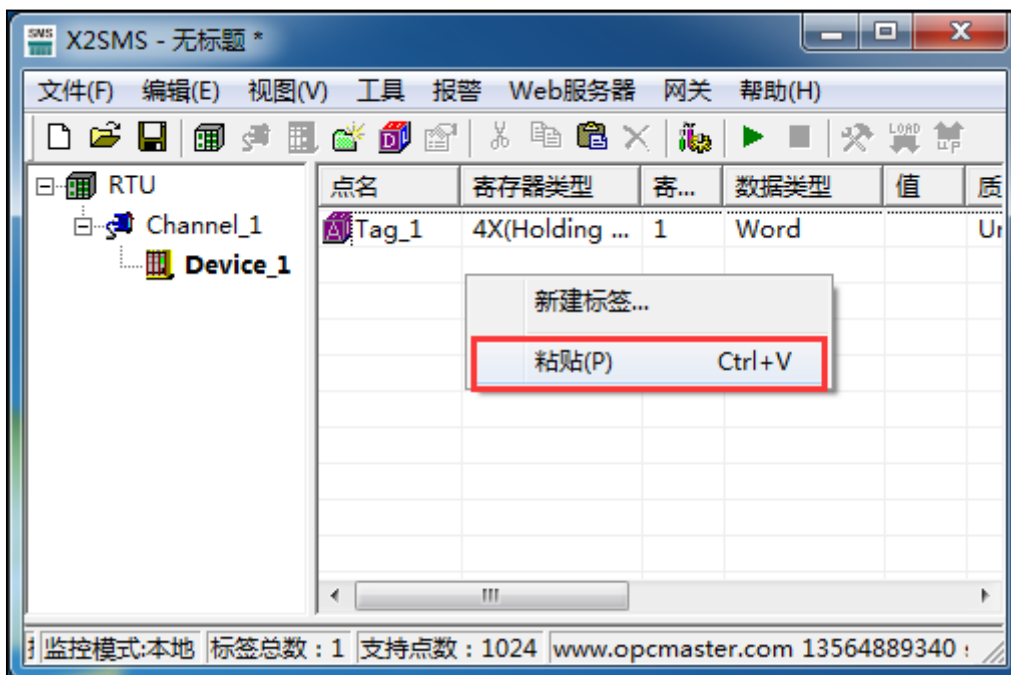 SMS X2SMS - 无标题 *
文件(F) 编辑(E) 视图(V) 工具 报警 Web服务器 网关 帮助(H)
LOAD UP
RTU
Channel_1
Device_1
点名 寄存器类型 寄... 数据类型 值 质
Tag_1 4X(Holding ... 1 Word
新建标签...
粘贴(P) Ctrl+V
监控模式:本地 标签总数 : 1 支持点数 : 1024 www.opcmaster.com 13564889340